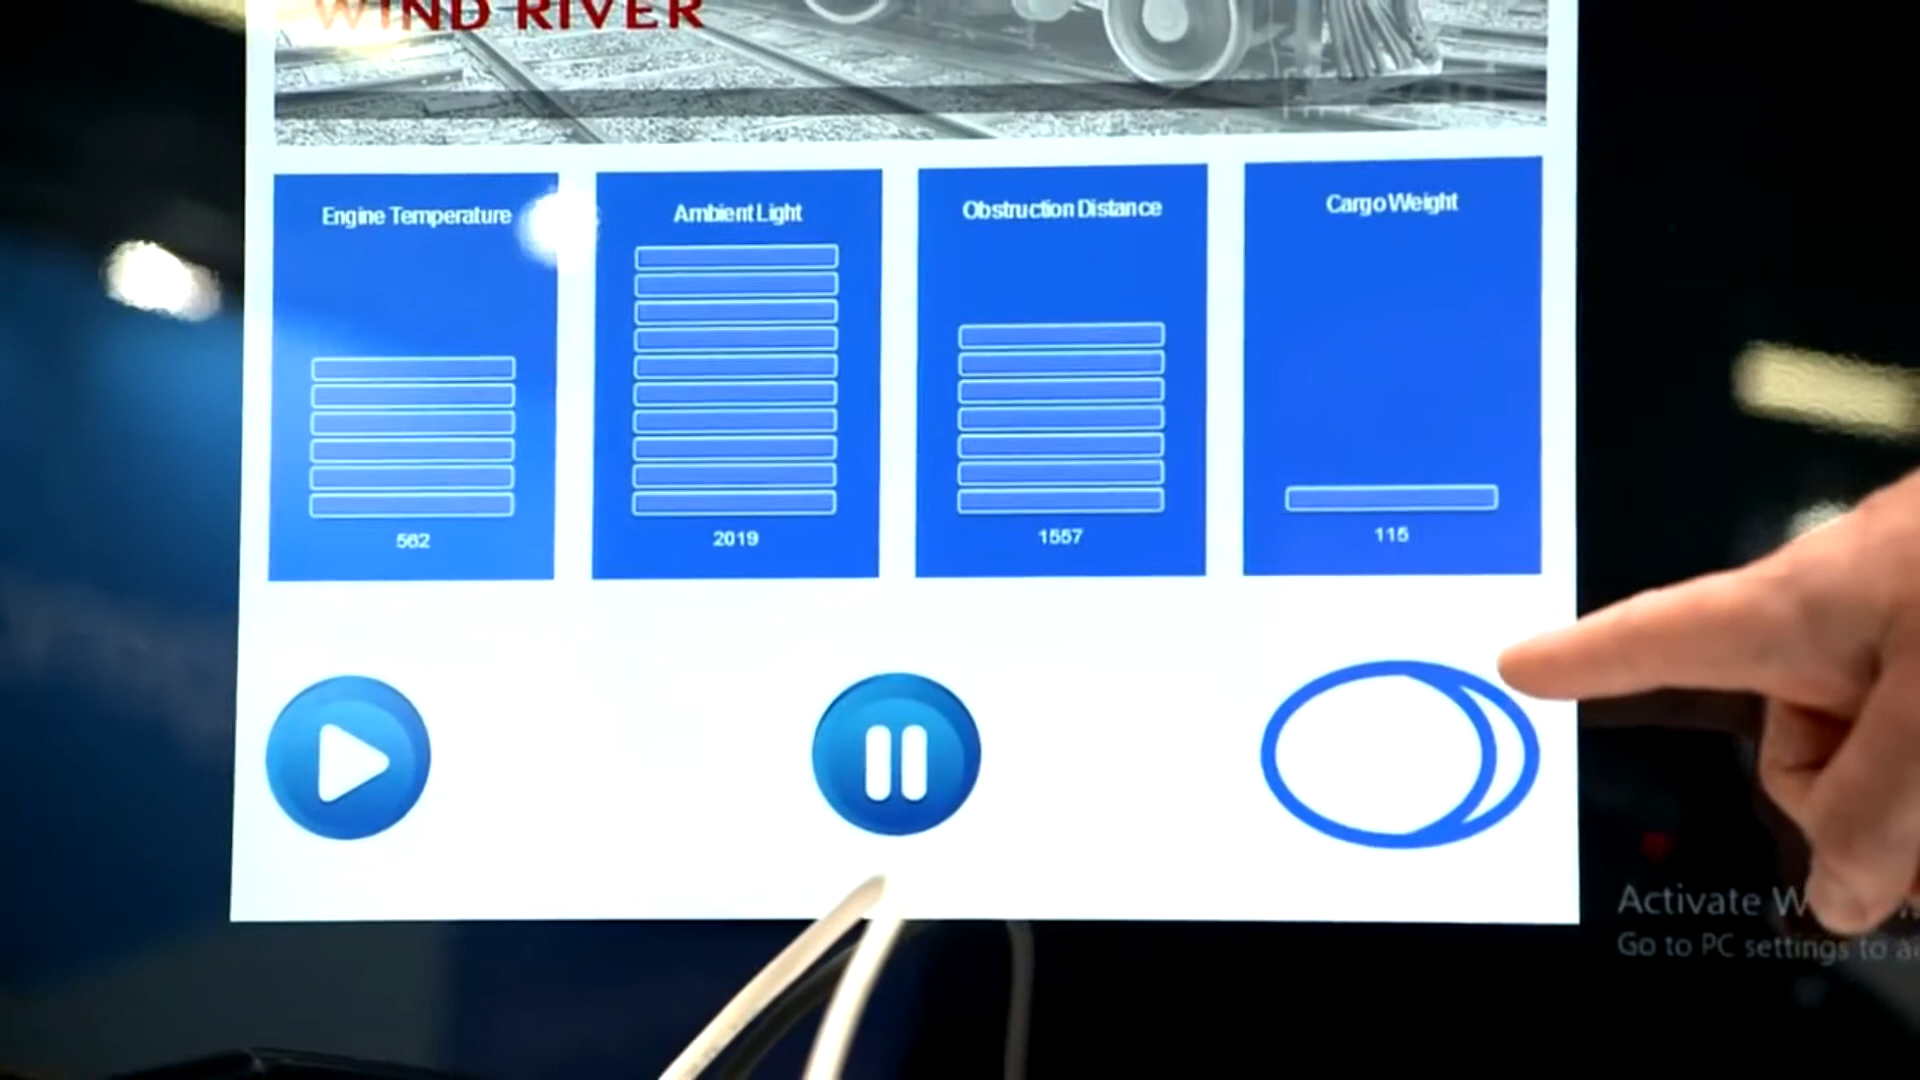 WIND RIVER
Engine Temperature
Ambient Light
Obstruction Distance
Cargo Weight
562
2019
1557
115
Activate
Go to PC settings to